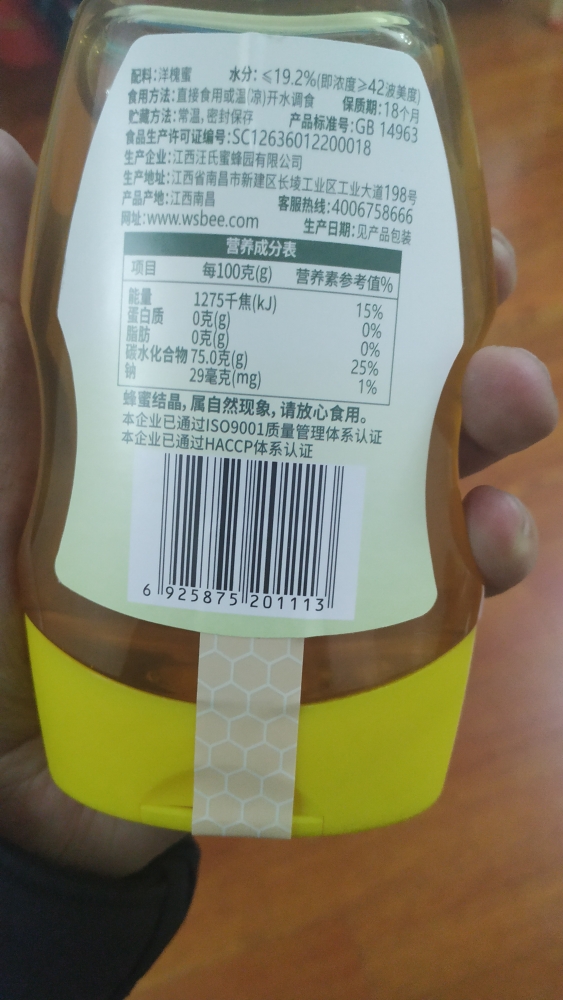 配料:洋槐蜜 水分:≤19.2%(即浓度≥42波美度)
食用方法:直接食用或温(凉)开水调食 保质期:18个月
贮藏方法:常温,密封保存 产品标准号:GB 14963
食品生产许可证编号:SC12636012200018
生产企业:江西汪氏蜜蜂园有限公司
生产地址:江西省南昌市新建区长堎工业区工业大道198号
产品产地:江西南昌 客服热线:4006758666
网址:www.wsbee.com 生产日期:见产品包装
营养成分表
项目 每100克(g) 营养素参考值%
能量 1275千焦(kJ) 15%
蛋白质 0克(g) 0%
脂肪 0克(g) 0%
碳水化合物 75.0克(g) 25%
钠 29毫克(mg) 1%
蜂蜜结晶,属自然现象,请放心食用。
本企业已通过ISO9001质量管理体系认证
本企业已通过HACCP体系认证
6 925875 201113